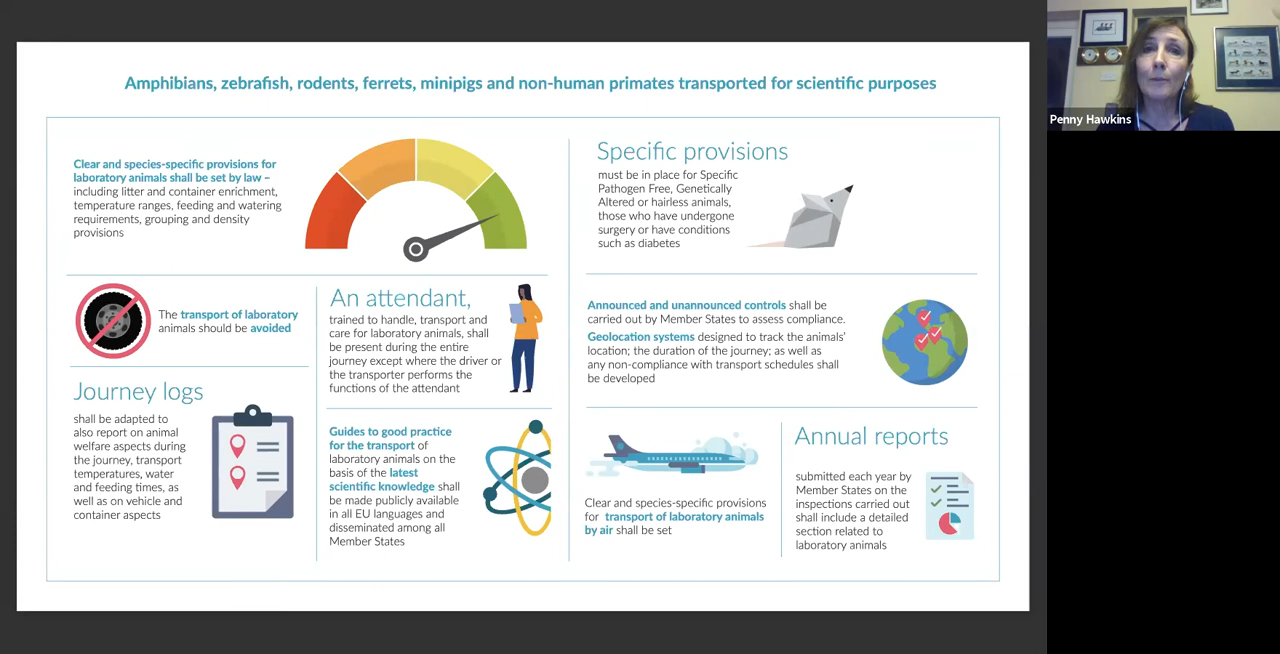 Amphibians, zebrafish, rodents, ferrets, minipigs and non-human primates transported for scientific purposes
Clear and species-specific provisions for
laboratory animals shall be set by law –
including litter and container enrichment,
temperature ranges, feeding and watering
requirements, grouping and density
provisions
The transport of laboratory
animals should be avoided
Journey logs
shall be adapted to
also report on animal
welfare aspects during
the journey, transport
temperatures, water
and feeding times, as
well as on vehicle and
container aspects
An attendant,
trained to handle, transport and
care for laboratory animals, shall
be present during the entire
journey except where the driver or
the transporter performs the
functions of the attendant
Guides to good practice
for the transport of
laboratory animals on the
basis of the latest
scientific knowledge shall
be made publicly available
in all EU languages and
disseminated among all
Member States
Specific provisions
must be in place for Specific
Pathogen Free, Genetically
Altered or hairless animals,
those who have undergone
surgery or have conditions
such as diabetes
Announced and unannounced controls shall be
carried out by Member States to assess compliance.
Geolocation systems designed to track the animals'
location; the duration of the journey; as well as
any non-compliance with transport schedules shall
be developed
Clear and species-specific provisions
for transport of laboratory animals
by air shall be set
Annual reports
submitted each year by
Member States on the
inspections carried out
shall include a detailed
section related to
laboratory animals
Penny Hawkins